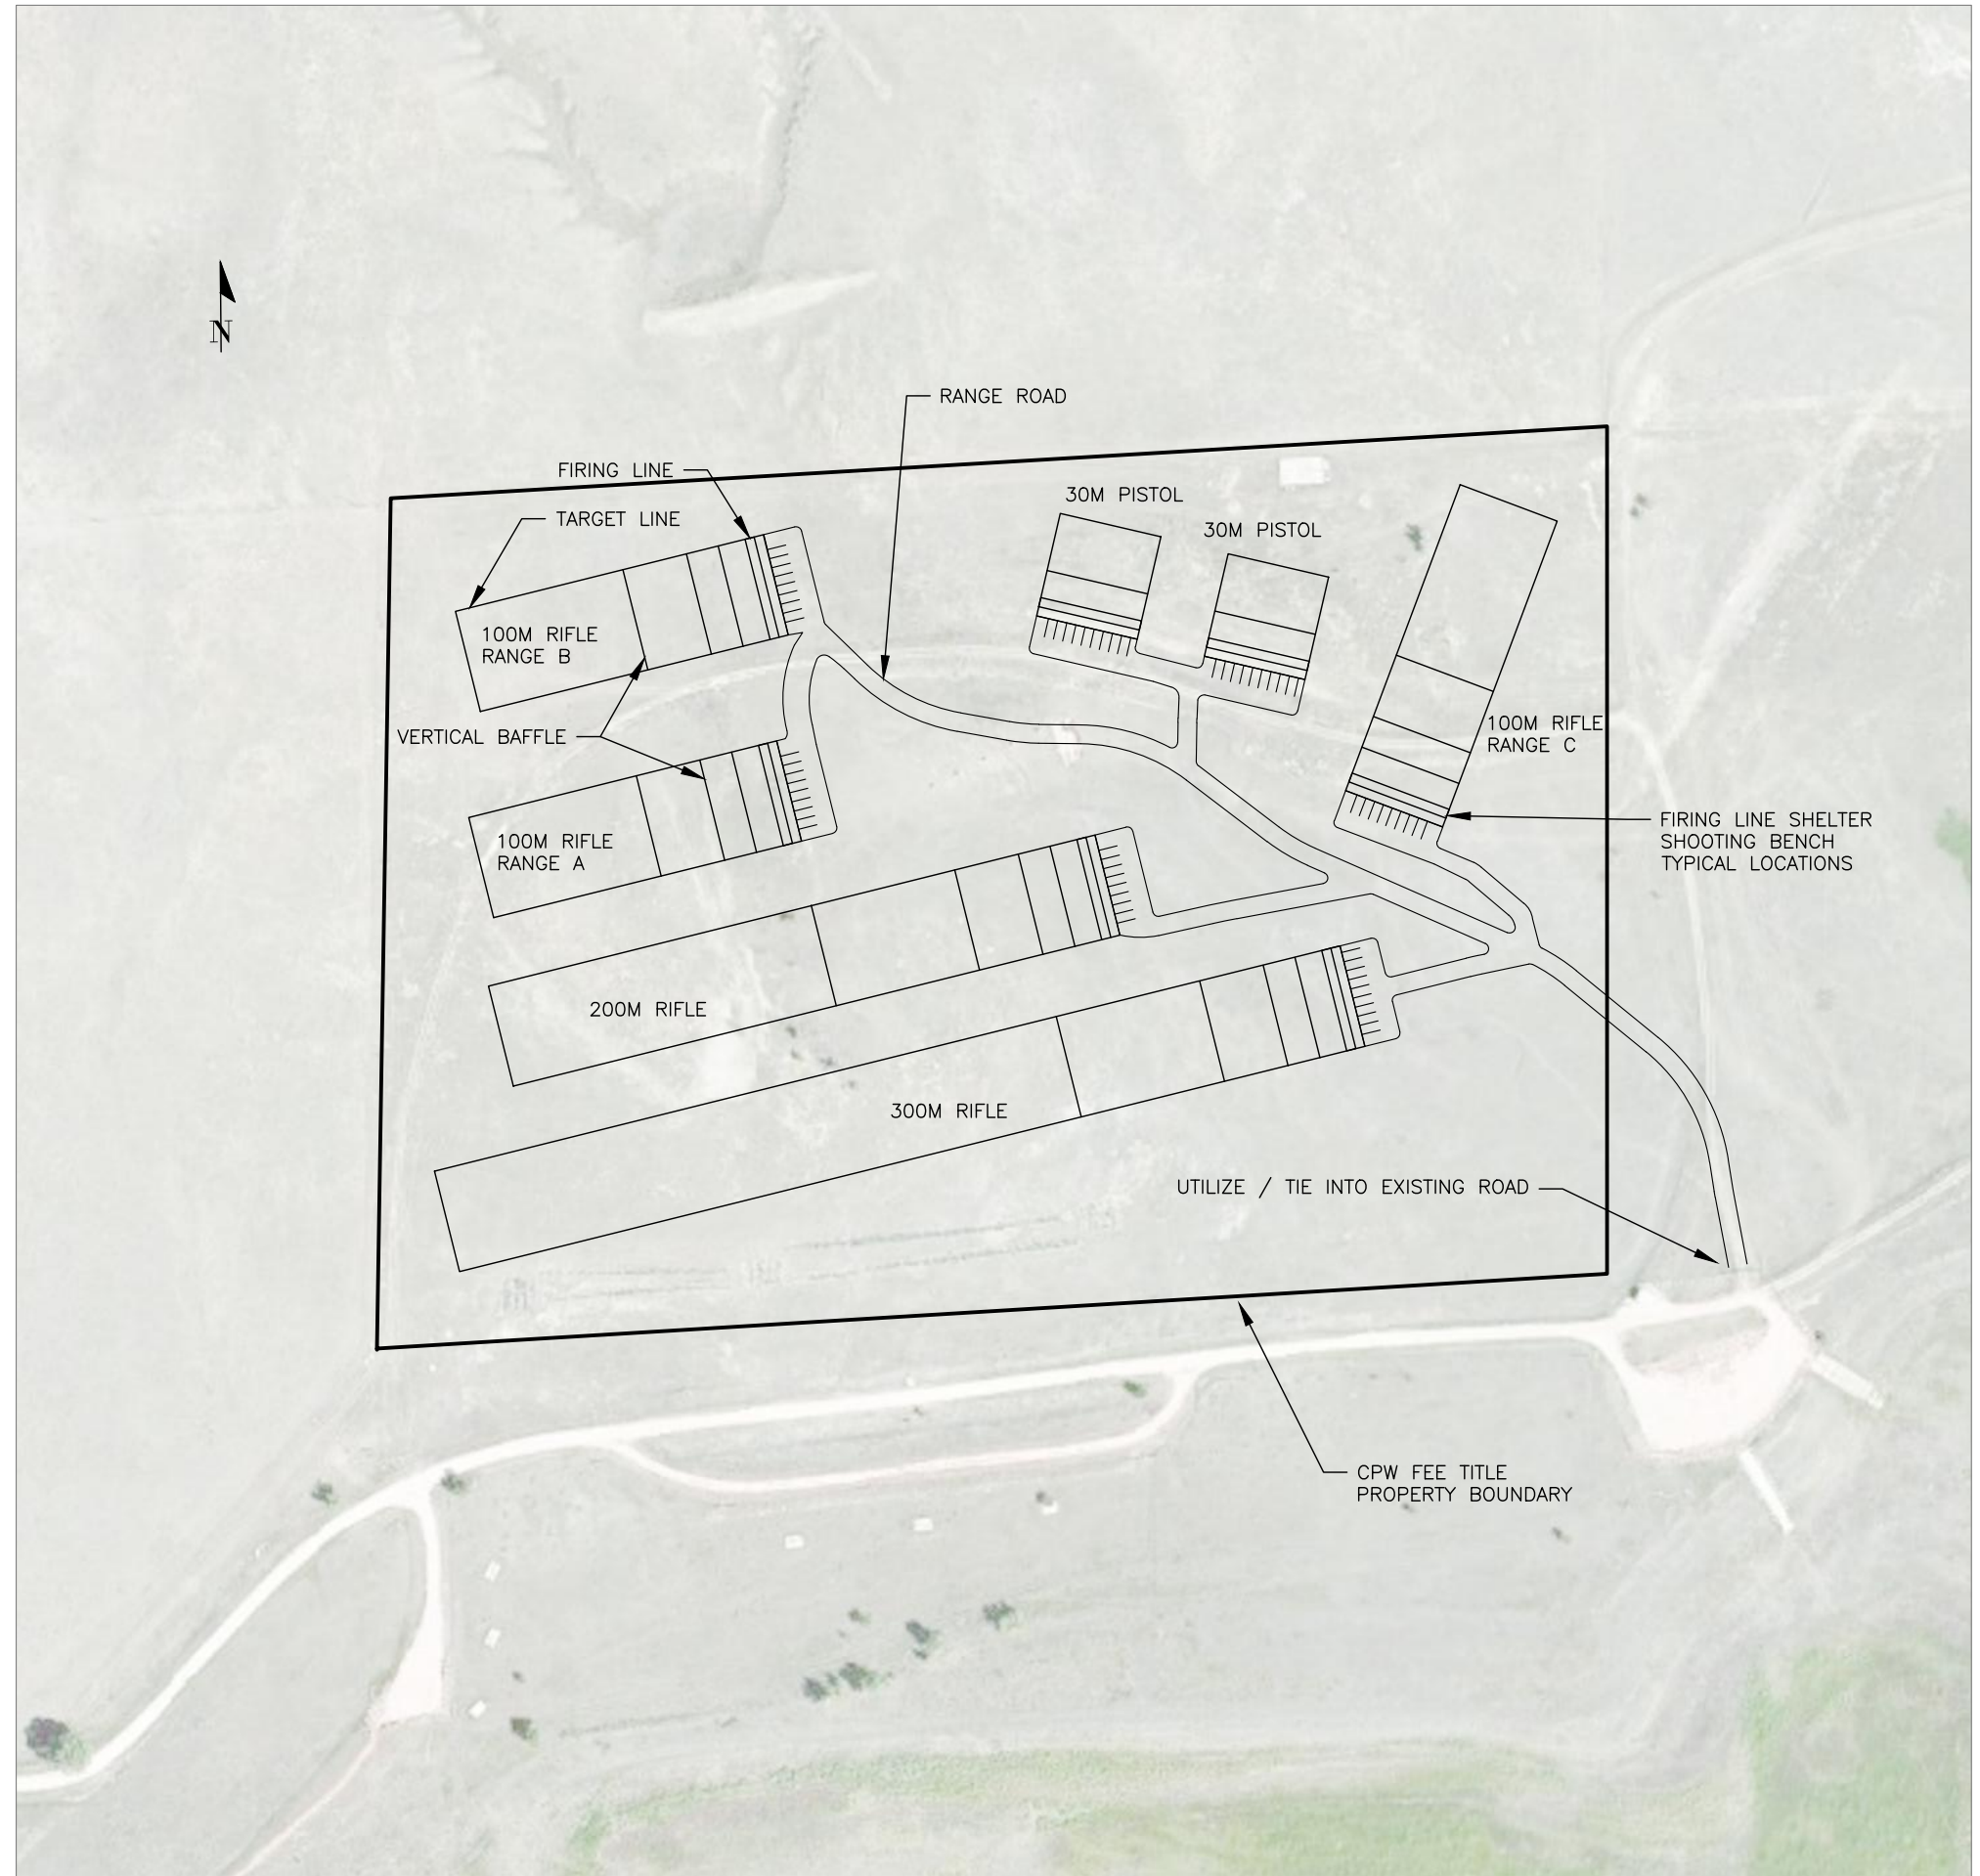 N
RANGE ROAD
FIRING LINE
TARGET LINE
30M PISTOL
30M PISTOL
100M RIFLE
RANGE B
VERTICAL BAFFLE
100M RIFLE
RANGE C
100M RIFLE
RANGE A
FIRING LINE SHELTER
SHOOTING BENCH
TYPICAL LOCATIONS
200M RIFLE
300M RIFLE
UTILIZE / TIE INTO EXISTING ROAD
CPW FEE TITLE
PROPERTY BOUNDARY